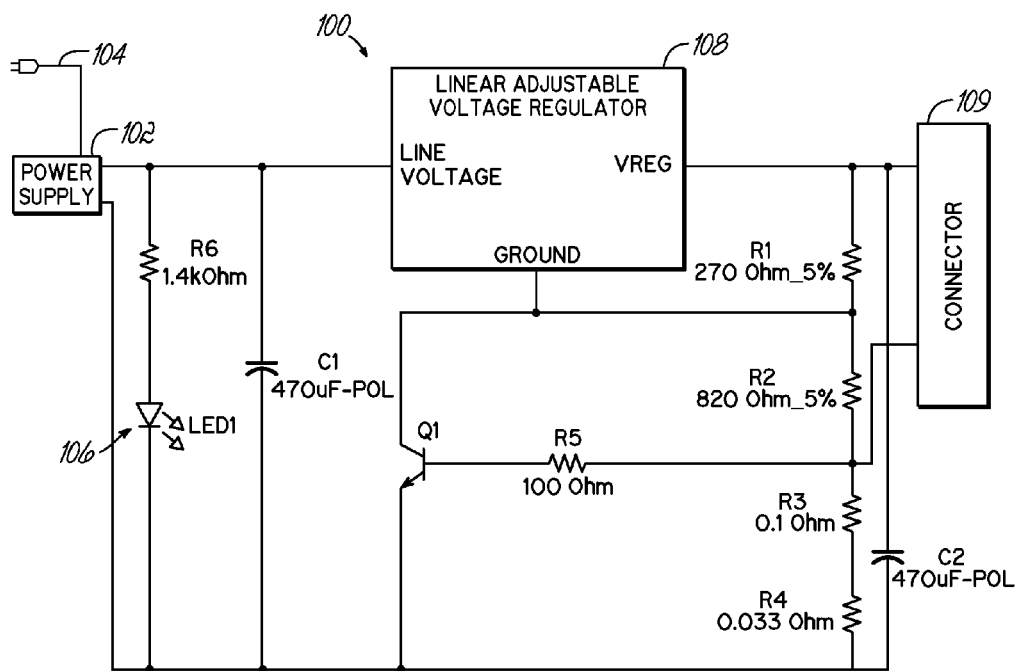 100
104
108
LINEAR ADJUSTABLE
VOLTAGE REGULATOR
109
102
POWER
SUPPLY
LINE
VOLTAGE
VREG
GROUND
CONNECTOR
R6
1.4kOhm
R1
270 Ohm_5%
C1
470uF-POL
R2
820 Ohm_5%
106
LED1
Q1
R5
100 Ohm
R3
0.1 Ohm
C2
470uF-POL
R4
0.033 Ohm